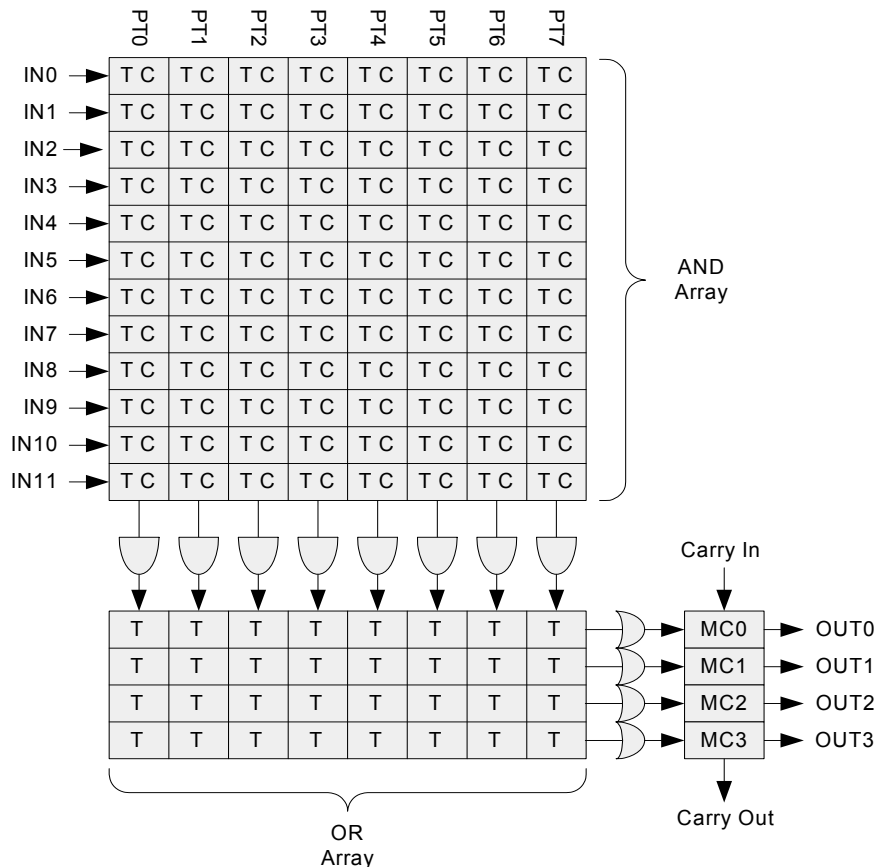 PT0 PT1 PT2 PT3 PT4 PT5 PT6 PT7
IN0 T C T C T C T C T C T C T C T C
IN1 T C T C T C T C T C T C T C T C
IN2 T C T C T C T C T C T C T C T C
IN3 T C T C T C T C T C T C T C T C
IN4 T C T C T C T C T C T C T C T C
IN5 T C T C T C T C T C T C T C T C
AND
Array
IN6 T C T C T C T C T C T C T C T C
IN7 T C T C T C T C T C T C T C T C
IN8 T C T C T C T C T C T C T C T C
IN9 T C T C T C T C T C T C T C T C
IN10 T C T C T C T C T C T C T C T C
IN11 T C T C T C T C T C T C T C T C
Carry In
T T T T T T T T MC0 OUT0
T T T T T T T T MC1 OUT1
T T T T T T T T MC2 OUT2
T T T T T T T T MC3 OUT3
Carry Out
OR
Array